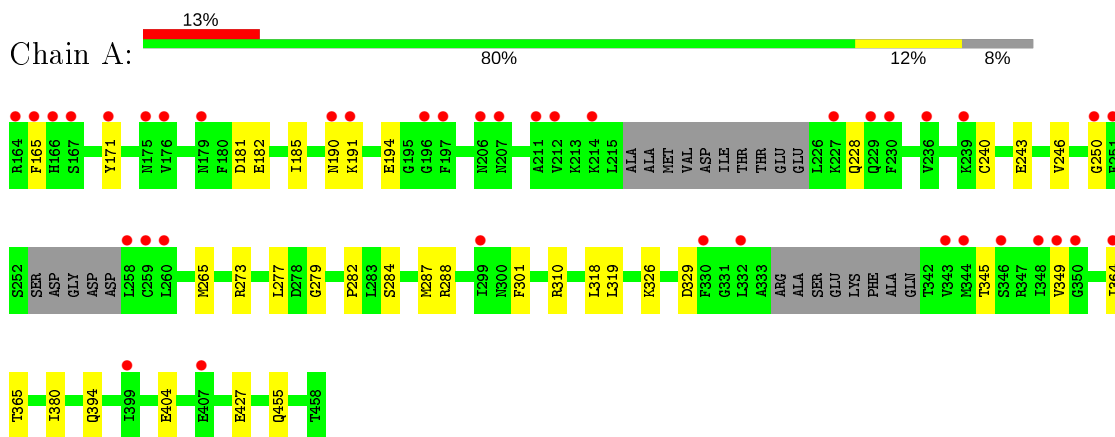 13%
Chain A:
80% 12% 8%
R164 F165 H166 S167 Y171 N175 V176 N179 F180 D181 E182 I185 N190 K191 E194 G195 G196 F197 N206 N207 A211 V212 K213 K214 L215 ALA ALA MET VAL ASP ILE THR THR GLU GLU L226 K227 Q228 Q229 F230 V236 K239 C240 E243 V246 G250
S252 SER ASP GLY ASP ASP L258 C259 L260 M265 R273 L277 D278 G279 P282 L283 S284 M287 R288 I299 N300 F301 R310 L318 L319 K326 D329 F330 G331 L332 A333 ARG ALA SER GLU LYS PHE ALA GLN T342 V343 M344 T345 S346 R347 I348 V349 G350
T365 I380 Q394 I399 E404 E407 E427 Q455 T458